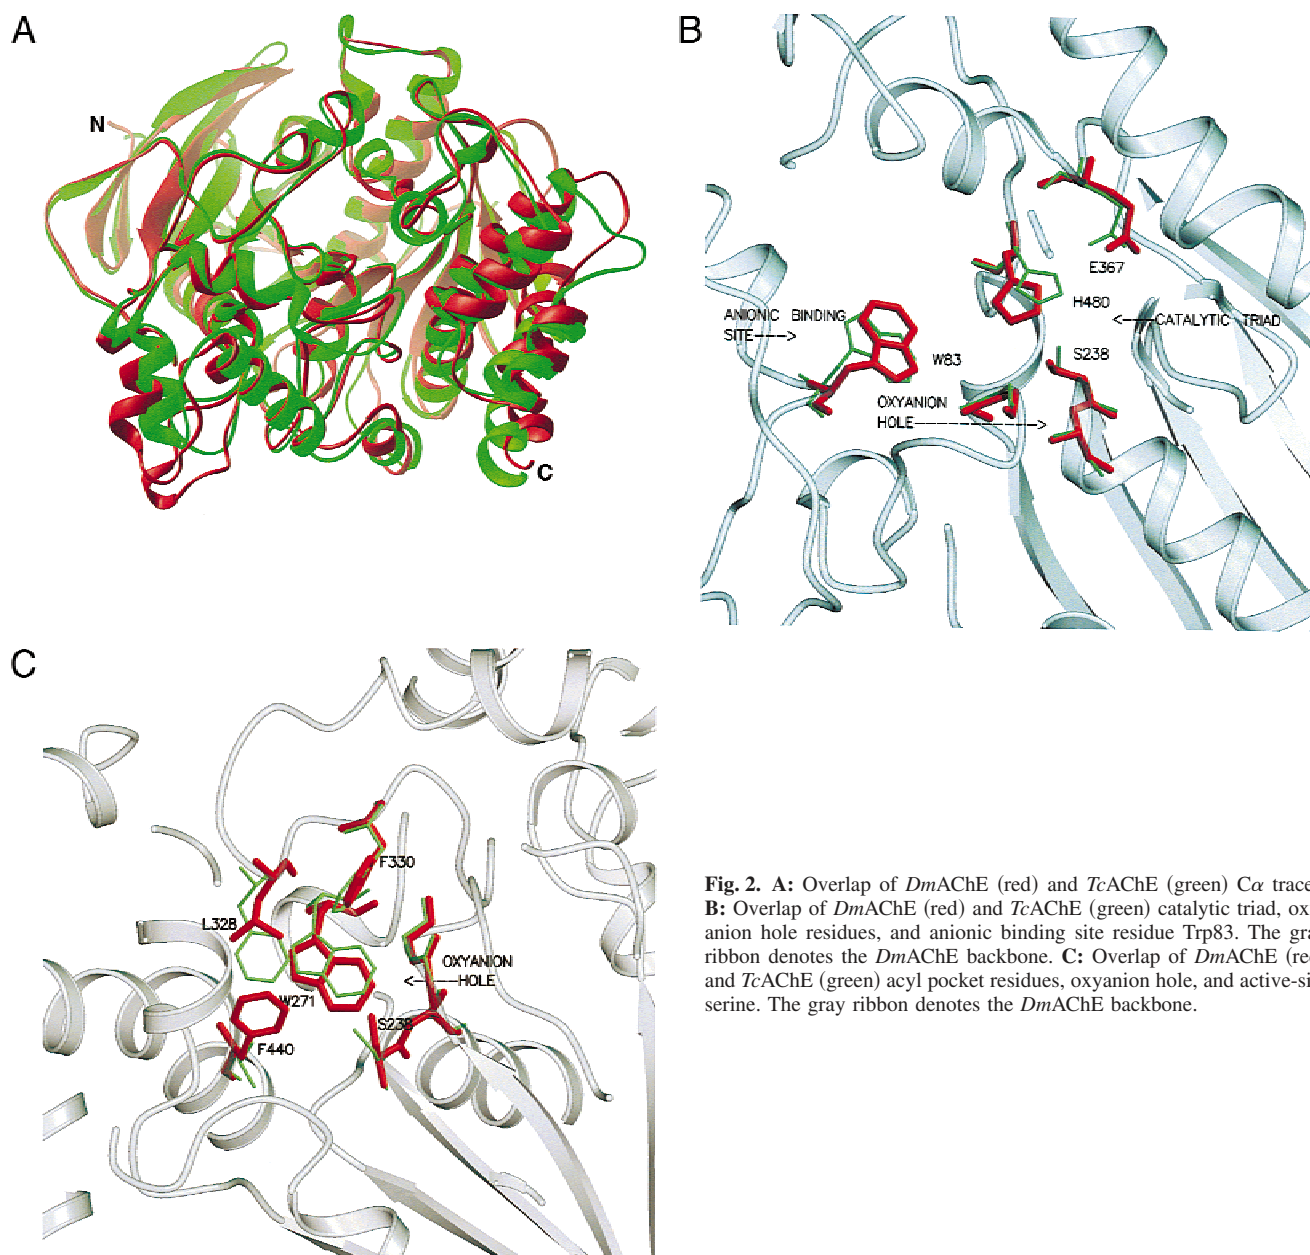 A
N
C
B
ANIONIC BINDING
SITE---->
W83
OXYANION
HOLE------------>
E367
H480
<----CATALYTIC TRIAD
S238
C
F330
L328
OXYANION
<----HOLE
W271
S238
F440
Fig. 2. A: Overlap of DmAChE (red) and TcAChE (green) Cα trace
B: Overlap of DmAChE (red) and TcAChE (green) catalytic triad, ox
anion hole residues, and anionic binding site residue Trp83. The gra
ribbon denotes the DmAChE backbone. C: Overlap of DmAChE (re
and TcAChE (green) acyl pocket residues, oxyanion hole, and active-si
serine. The gray ribbon denotes the DmAChE backbone.